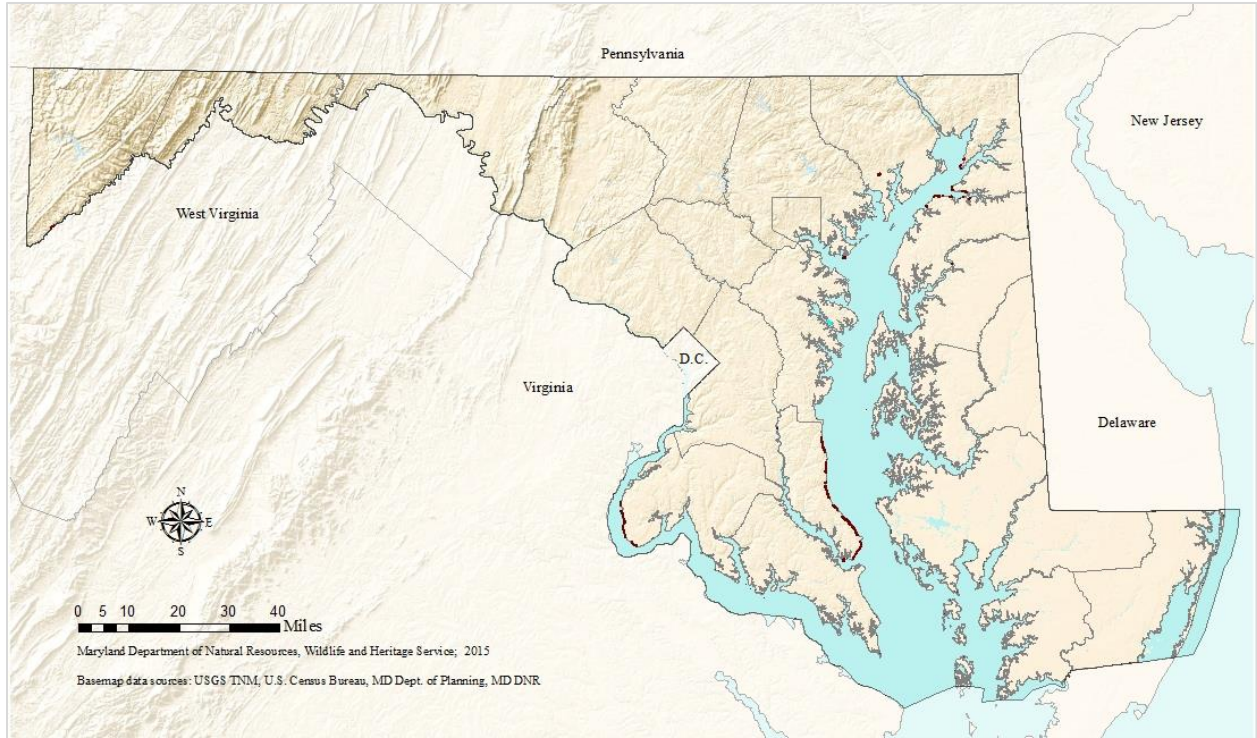 Pennsylvania
New Jersey
West Virginia
D.C.
Virginia
Delaware
N
W E
S
0 5 10 20 30 40
Miles
Maryland Department of Natural Resources, Wildlife and Heritage Service; 2015
Basemap data sources: USGS TNM, U.S. Census Bureau, MD Dept. of Planning, MD DNR